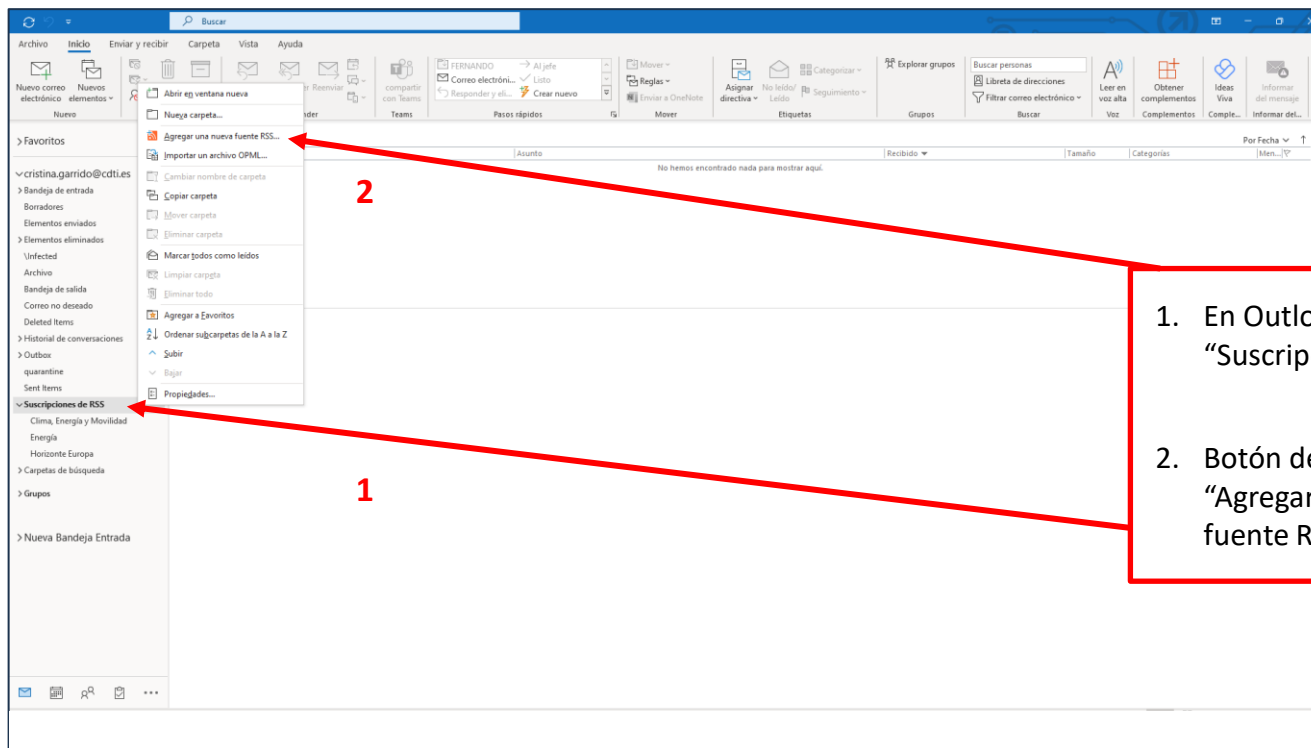 Buscar
Archivo Inicio Enviar y recibir Carpeta Vista Ayuda
Nuevo correo electrónico
Nuevos elementos
Nuevo
Reenviar
compartir con Teams
Teams
FERNANDO
Correo electróni...
Responder y eli...
Al jefe
Listo
Crear nuevo
Pasos rápidos
Mover
Reglas
Enviar a OneNote
Mover
Asignar directiva
No leído/ Leído
Categorizar
Seguimiento
Etiquetas
Explorar grupos
Grupos
Buscar personas
Libreta de direcciones
Filtrar correo electrónico
Buscar
Leer en voz alta
Voz
Obtener complementos
Complementos
Ideas Viva
Comple...
Informar del mensaje
Informar del...
Abrir en ventana nueva
Nueva carpeta...
Agregar una nueva fuente RSS...
Importar un archivo OPML...
Cambiar nombre de carpeta
Copiar carpeta
Mover carpeta
Eliminar carpeta
Marcar todos como leídos
Limpiar carpeta
Eliminar todo
Agregar a Favoritos
Ordenar subcarpetas de la A a la Z
Subir
Bajar
Propiedades...
Favoritos
cristina.garrido@cdti.es
Bandeja de entrada
Borradores
Elementos enviados
Elementos eliminados
\Infected
Archivo
Bandeja de salida
Correo no deseado
Deleted Items
Historial de conversaciones
Outbox
quarantine
Sent Items
Suscripciones de RSS
Clima, Energía y Movilidad
Energía
Horizonte Europa
Carpetas de búsqueda
Grupos
Nueva Bandeja Entrada
Por Fecha
Asunto Recibido Tamaño Categorías Men...
No hemos encontrado nada para mostrar aquí.
2
1
1. En Outlo
“Suscrip
2. Botón de
“Agregar
fuente R